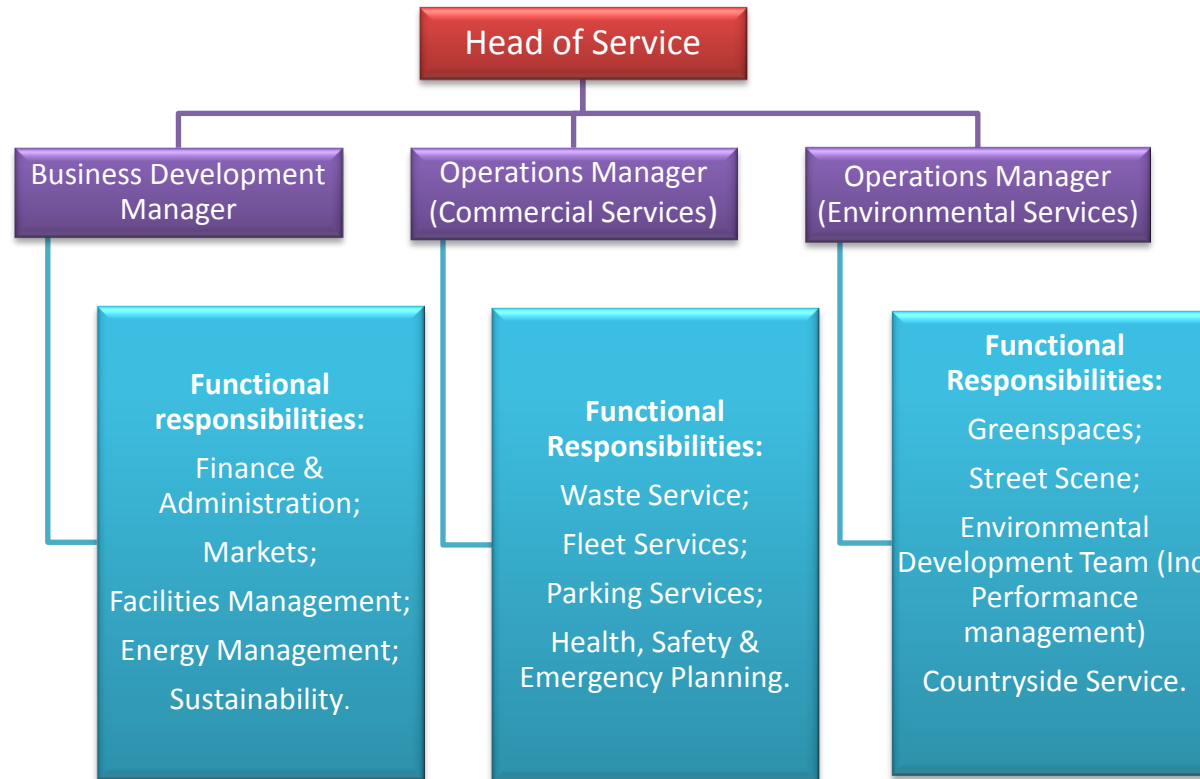 Head of Service
Business Development
Manager
Operations Manager
(Commercial Services)
Operations Manager
(Environmental Services)
Functional
responsibilities:
Finance &
Administration;
Markets;
Facilities Management;
Energy Management;
Sustainability.
Functional
Responsibilities:
Waste Service;
Fleet Services;
Parking Services;
Health, Safety &
Emergency Planning.
Functional
Responsibilities:
Greenspaces;
Street Scene;
Environmental
Development Team (Inc
Performance
management)
Countryside Service.